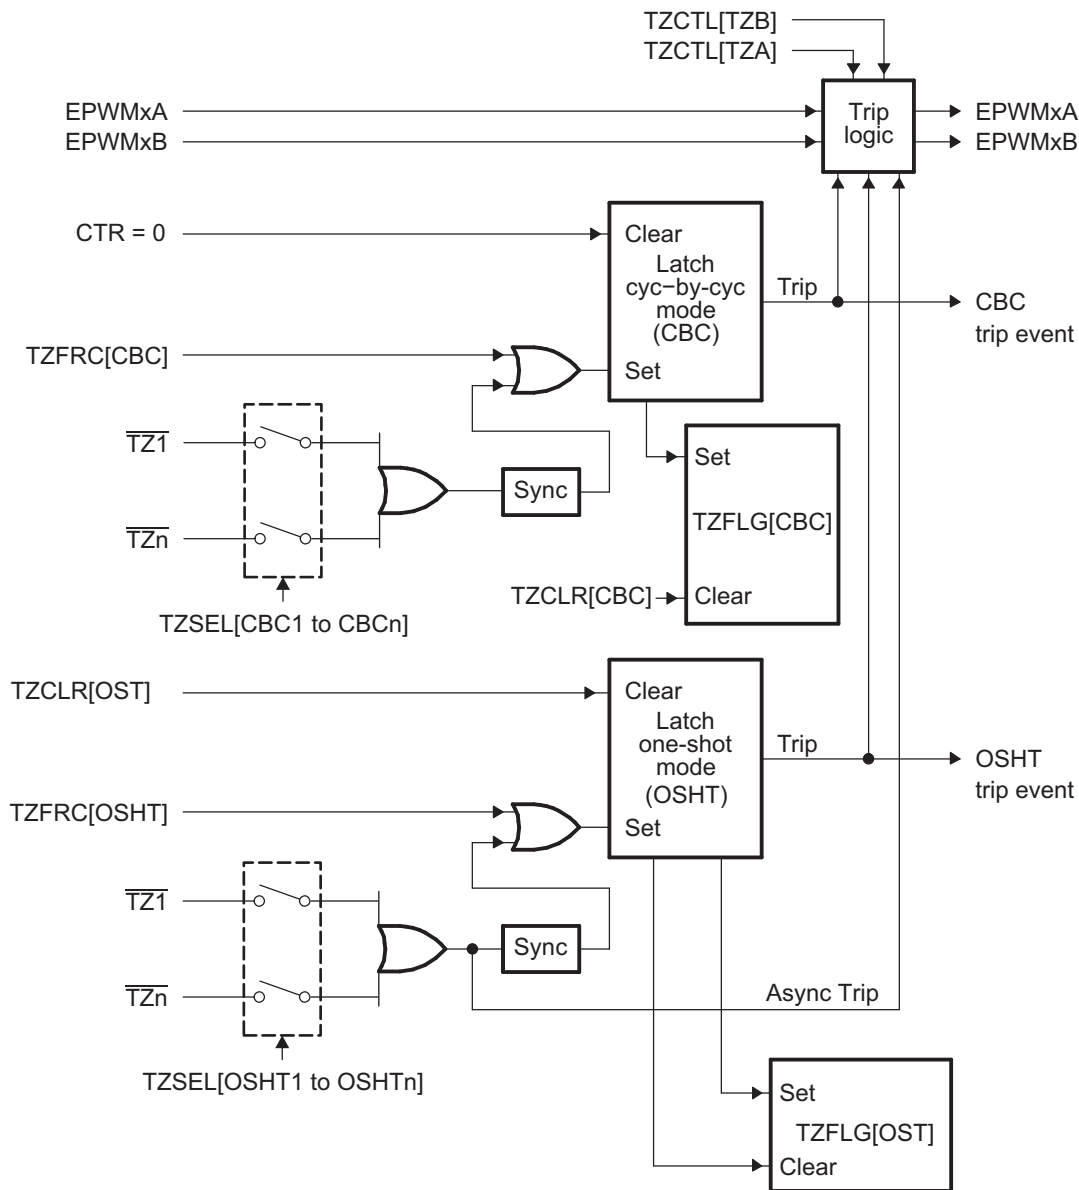 TZCTL[TZB]
TZCTL[TZA]
EPWMxA
EPWMxB
Trip
logic
EPWMxA
EPWMxB
CTR = 0
Clear
Latch
cyc−by-cyc
mode
(CBC)
Set
Trip
CBC
trip event
TZFRC[CBC]
TZ1
TZn
Sync
Set
TZFLG[CBC]
Clear
TZCLR[CBC]
TZSEL[CBC1 to CBCn]
TZCLR[OST]
Clear
Latch
one-shot
mode
(OSHT)
Set
Trip
OSHT
trip event
TZFRC[OSHT]
TZ1
TZn
Sync
Async Trip
TZSEL[OSHT1 to OSHTn]
Set
TZFLG[OST]
Clear